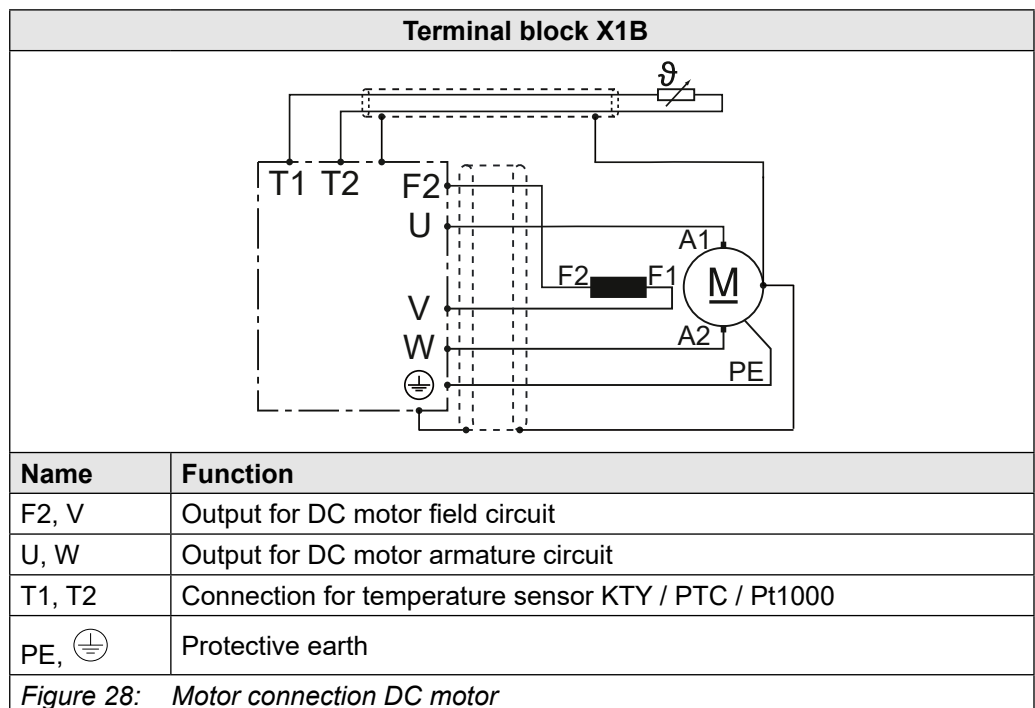 Terminal block X1B
ϑ
T1 T2 F2
U
A1
F2 F1 M
V
W A2
PE
Name Function
F2, V Output for DC motor field circuit
U, W Output for DC motor armature circuit
T1, T2 Connection for temperature sensor KTY / PTC / Pt1000
PE, Protective earth
Figure 28: Motor connection DC motor